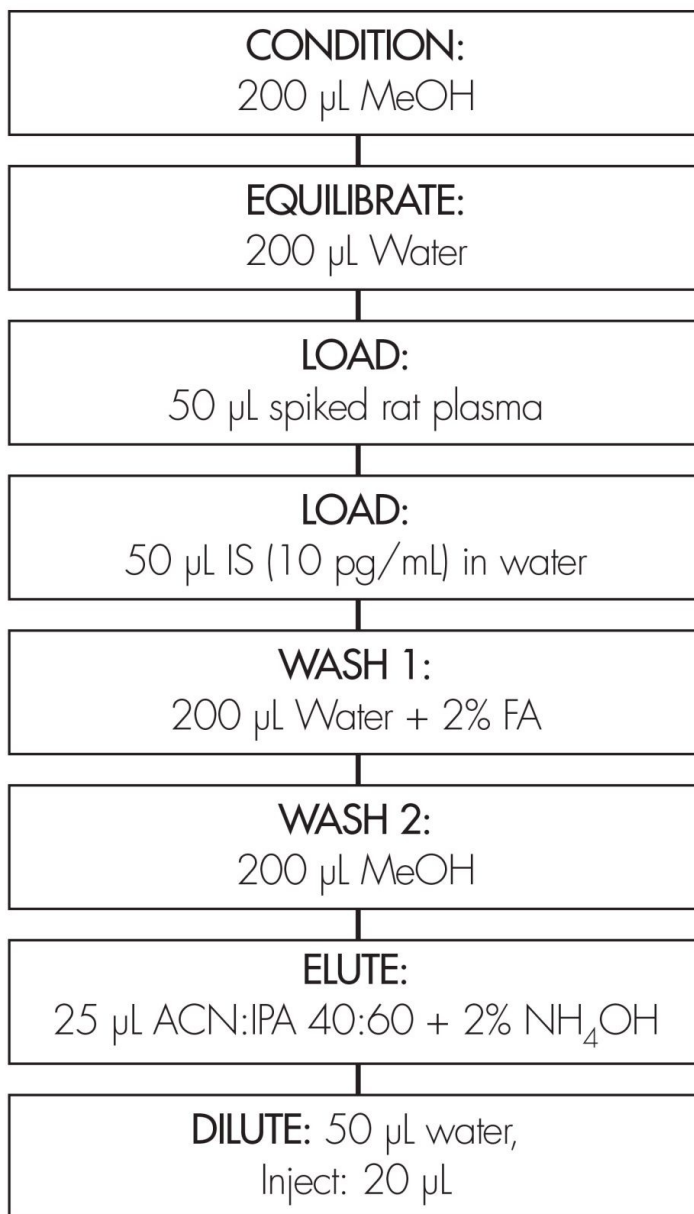 CONDITION:
200 µL MeOH
EQUILIBRATE:
200 µL Water
LOAD:
50 µL spiked rat plasma
LOAD:
50 µL IS (10 pg/mL) in water
WASH 1:
200 µL Water + 2% FA
WASH 2:
200 µL MeOH
ELUTE:
25 µL ACN:IPA 40:60 + 2% NH₄OH
DILUTE: 50 µL water,
Inject: 20 µL